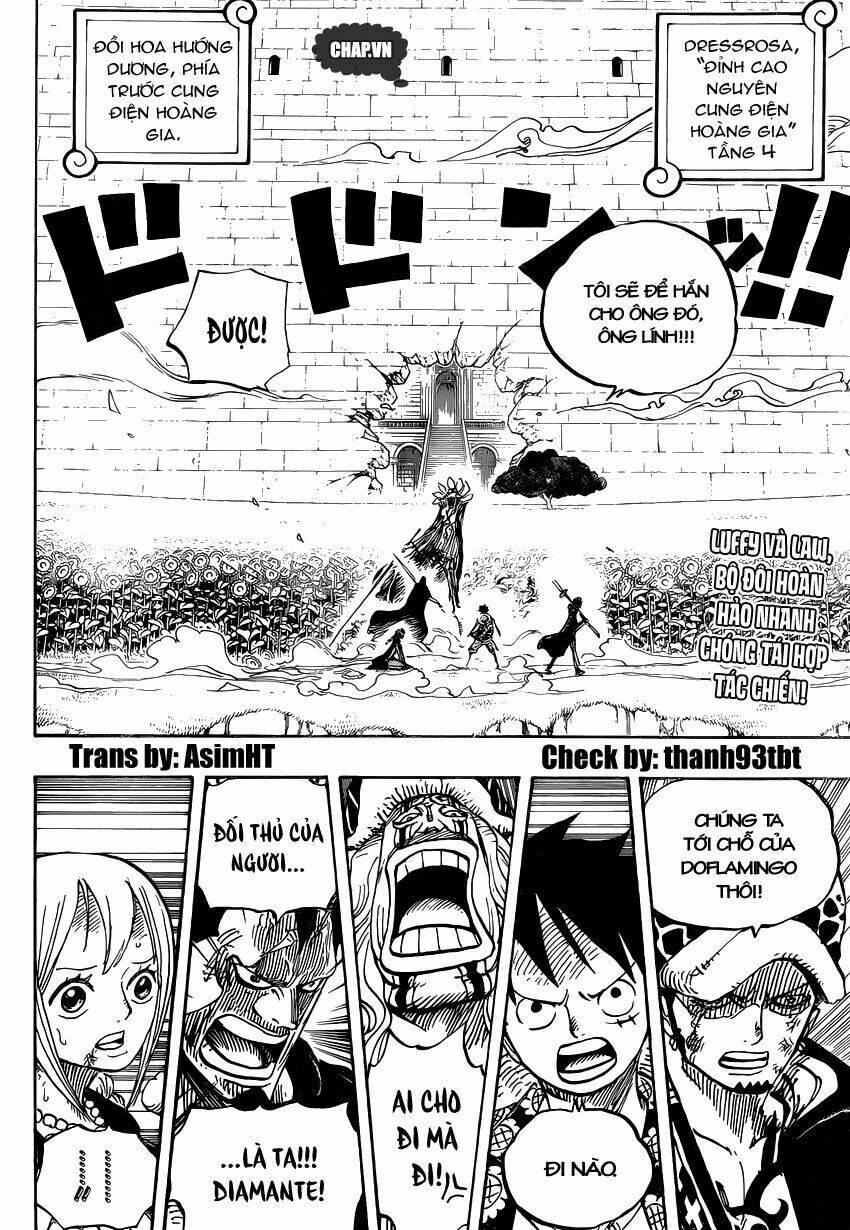 DRESSROSA,
"ĐỈNH CAO
NGUYÊN
CUNG ĐIỆN
HOÀNG
GIA"
TẦNG 4
CHAP.VN
ĐỒI HOA HƯỚNG
DƯƠNG, PHÍA
TRƯỚC CUNG
ĐIỆN HOÀNG
GIA.
ドドンッ!!
TÔI SẼ ĐỂ HẮN
CHO ÔNG ĐÓ,
ÔNG LÍNH!!!
ĐƯỢC!
LUFFY VÀ LAW,
BỘ ĐÔI HOÀN
HẢO NHANH
CHÓNG TÁI HỢP
TÁC CHIẾN!
Trans by: AsimHT
Check by: thanh93tbt
CHÚNG TA
TỚI CHỖ CỦA
DOFLAMINGO
THÔI!
ĐI NÀO.
AI CHO
ĐI MÀ
ĐI!
ĐỐI THỦ CỦA
NGƯƠI...
...LÀ TA!!!
DIAMANTE!